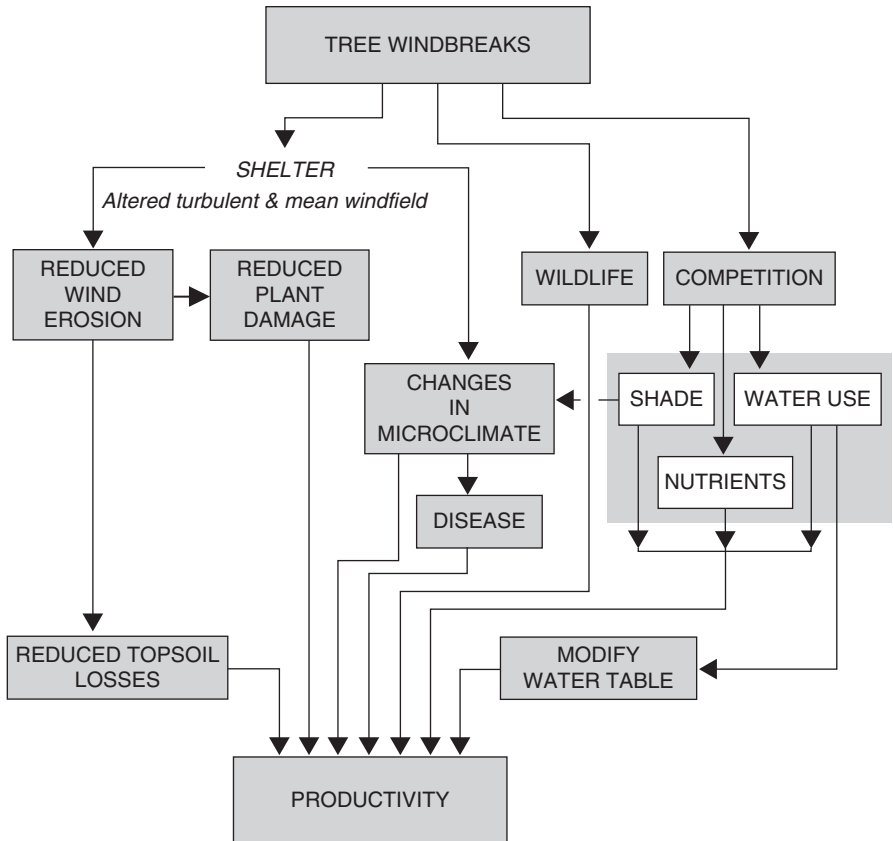 TREE WINDBREAKS
SHELTER
Altered turbulent & mean windfield
REDUCED
WIND
EROSION
REDUCED
PLANT
DAMAGE
WILDLIFE
COMPETITION
CHANGES
IN
MICROCLIMATE
SHADE
WATER USE
NUTRIENTS
DISEASE
REDUCED TOPSOIL
LOSSES
MODIFY
WATER TABLE
PRODUCTIVITY